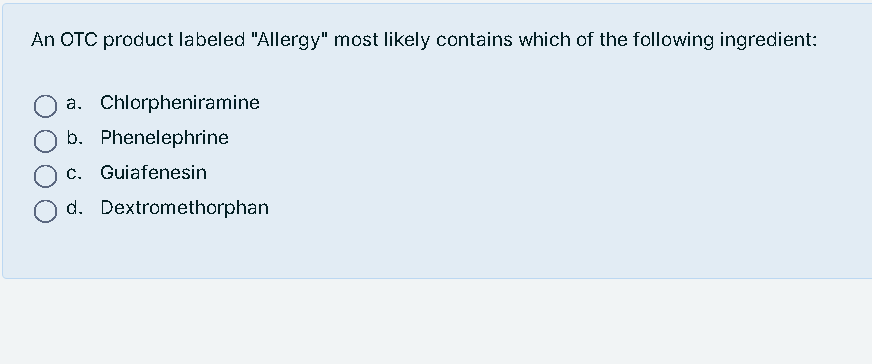 An OTC product labeled "Allergy" most likely contains which of the following ingredient:
a. Chlorpheniramine
b. Phenelephrine
c. Guiafenesin
d. Dextromethorphan